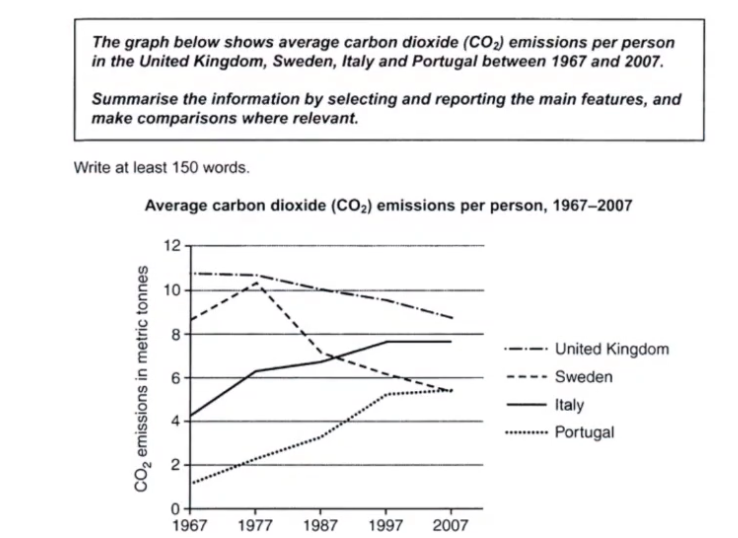 The graph below shows average carbon dioxide (CO₂) emissions per person
in the United Kingdom, Sweden, Italy and Portugal between 1967 and 2007.
Summarise the information by selecting and reporting the main features, and
make comparisons where relevant.
Write at least 150 words.
Average carbon dioxide (CO₂) emissions per person, 1967–2007
CO₂ emissions in metric tonnes
12
10
8
6
4
2
0
1967 1977 1987 1997 2007
United Kingdom
Sweden
Italy
Portugal